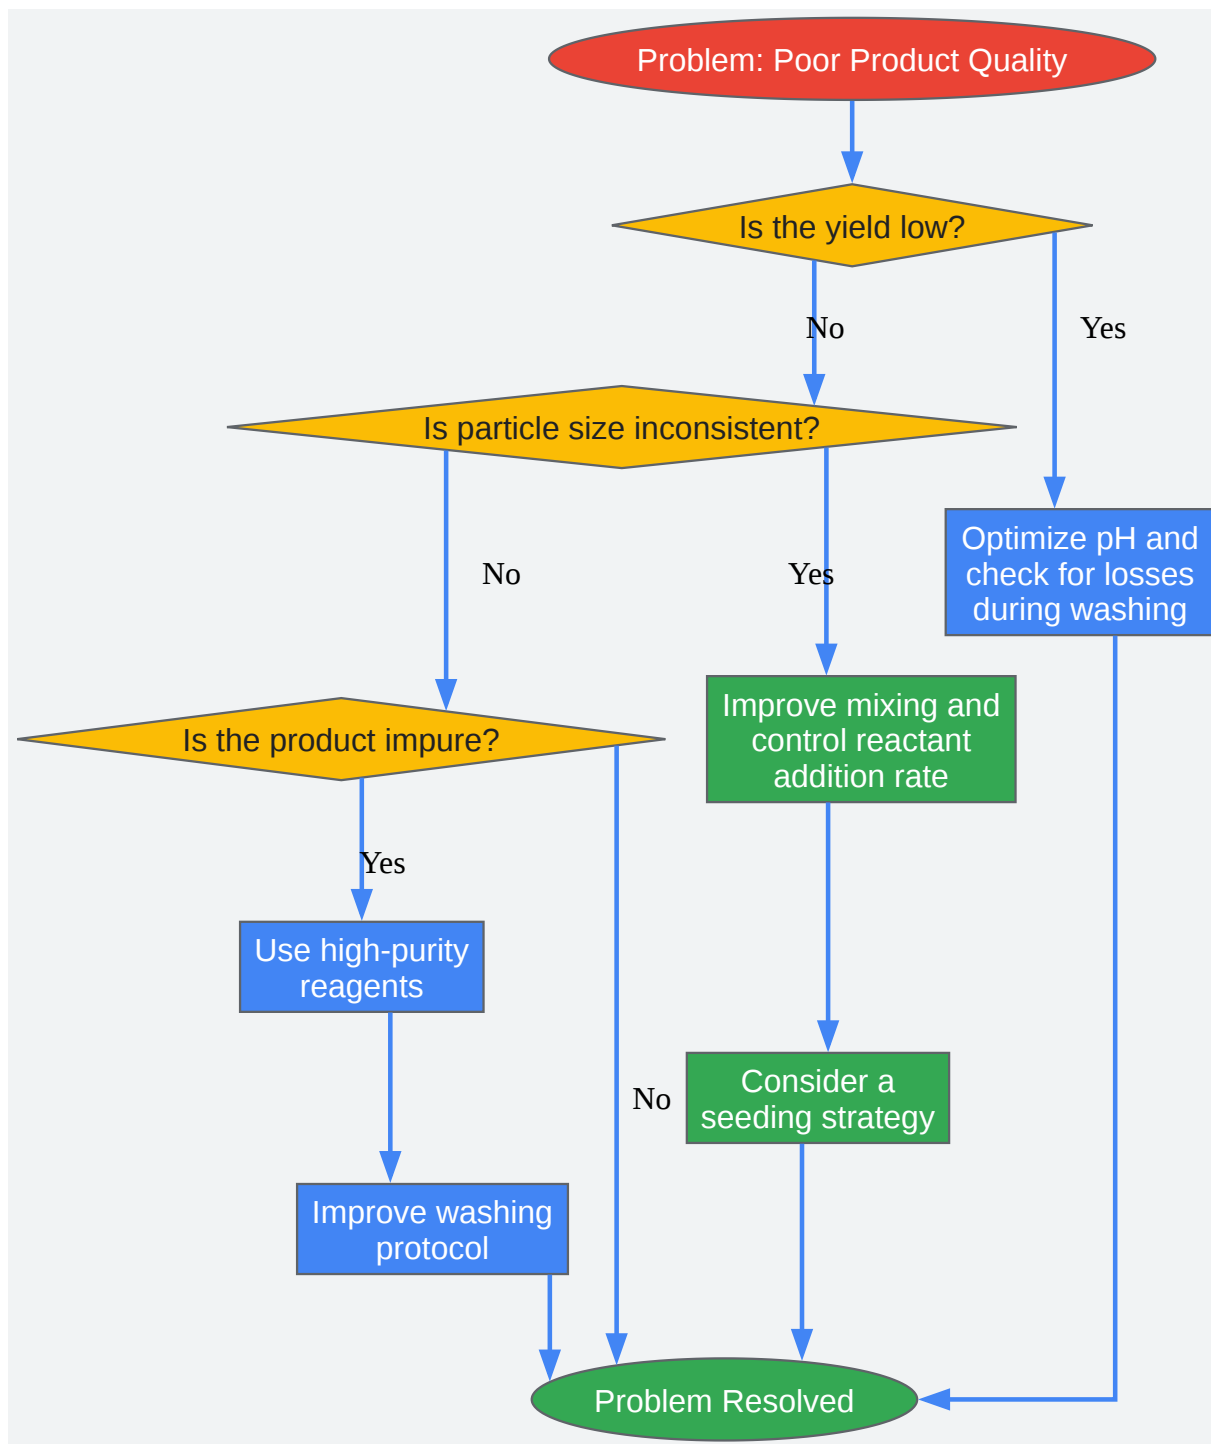 Problem: Poor Product Quality
Is the yield low?
No
Yes
Is particle size inconsistent?
Optimize pH and
check for losses
during washing
No
Yes
Improve mixing and
control reactant
addition rate
Is the product impure?
Yes
Use high-purity
reagents
Consider a
seeding strategy
No
Improve washing
protocol
Problem Resolved